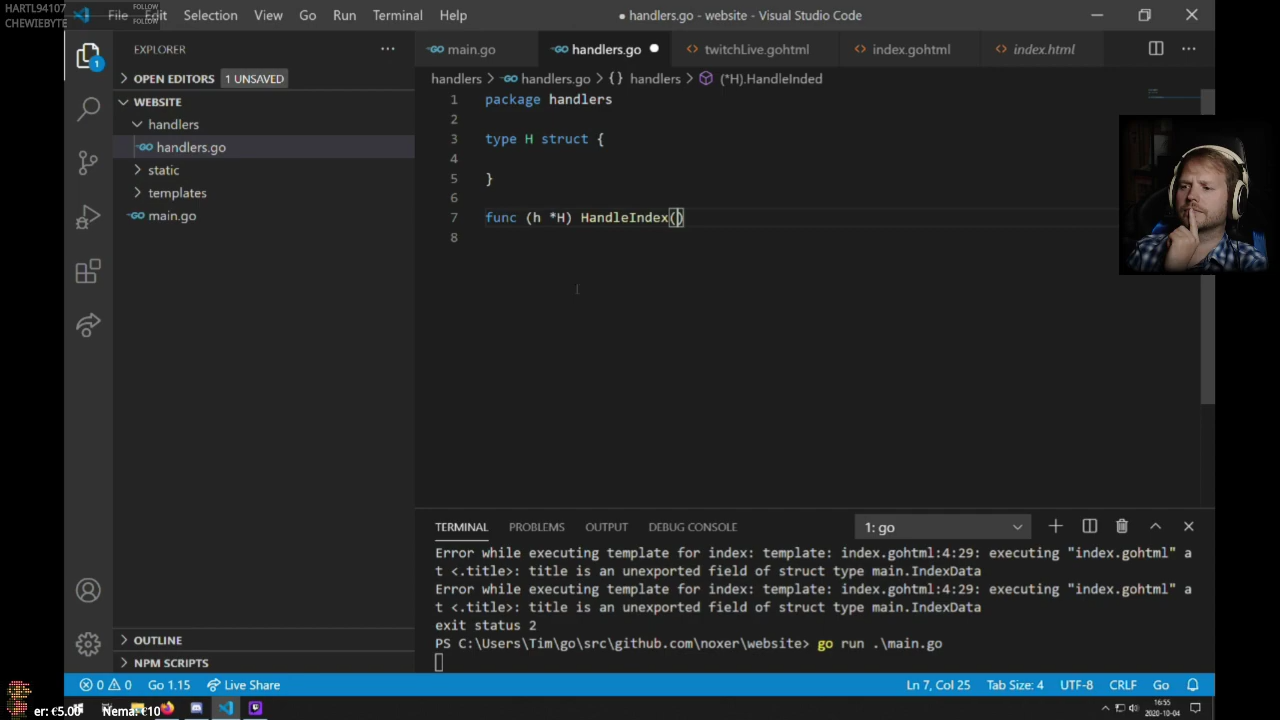 HARTL94107 FOLLOW
CHEWIEBYTE FOLLOW
File Edit Selection View Go Run Terminal Help
● handlers.go - website - Visual Studio Code
EXPLORER
OPEN EDITORS 1 UNSAVED
WEBSITE
handlers
handlers.go
static
templates
main.go
OUTLINE
NPM SCRIPTS
1
main.go handlers.go twitchLive.gohtml index.gohtml index.html
handlers > handlers.go > {} handlers > (*H).HandleInded
1 package handlers
2
3 type H struct {
4
5 }
6
7 func (h *H) HandleIndex()
8
TERMINAL PROBLEMS OUTPUT DEBUG CONSOLE 1: go
Error while executing template for index: template: index.gohtml:4:29: executing "index.gohtml" a
t <.title>: title is an unexported field of struct type main.IndexData
Error while executing template for index: template: index.gohtml:4:29: executing "index.gohtml" a
t <.title>: title is an unexported field of struct type main.IndexData
exit status 2
PS C:\Users\Tim\go\src\github.com\noxer\website> go run .\main.go
0 0 Go 1.15 Live Share Ln 7, Col 25 Tab Size: 4 UTF-8 CRLF Go
er: €5.00 Nema: €10
16:55
2020-10-04